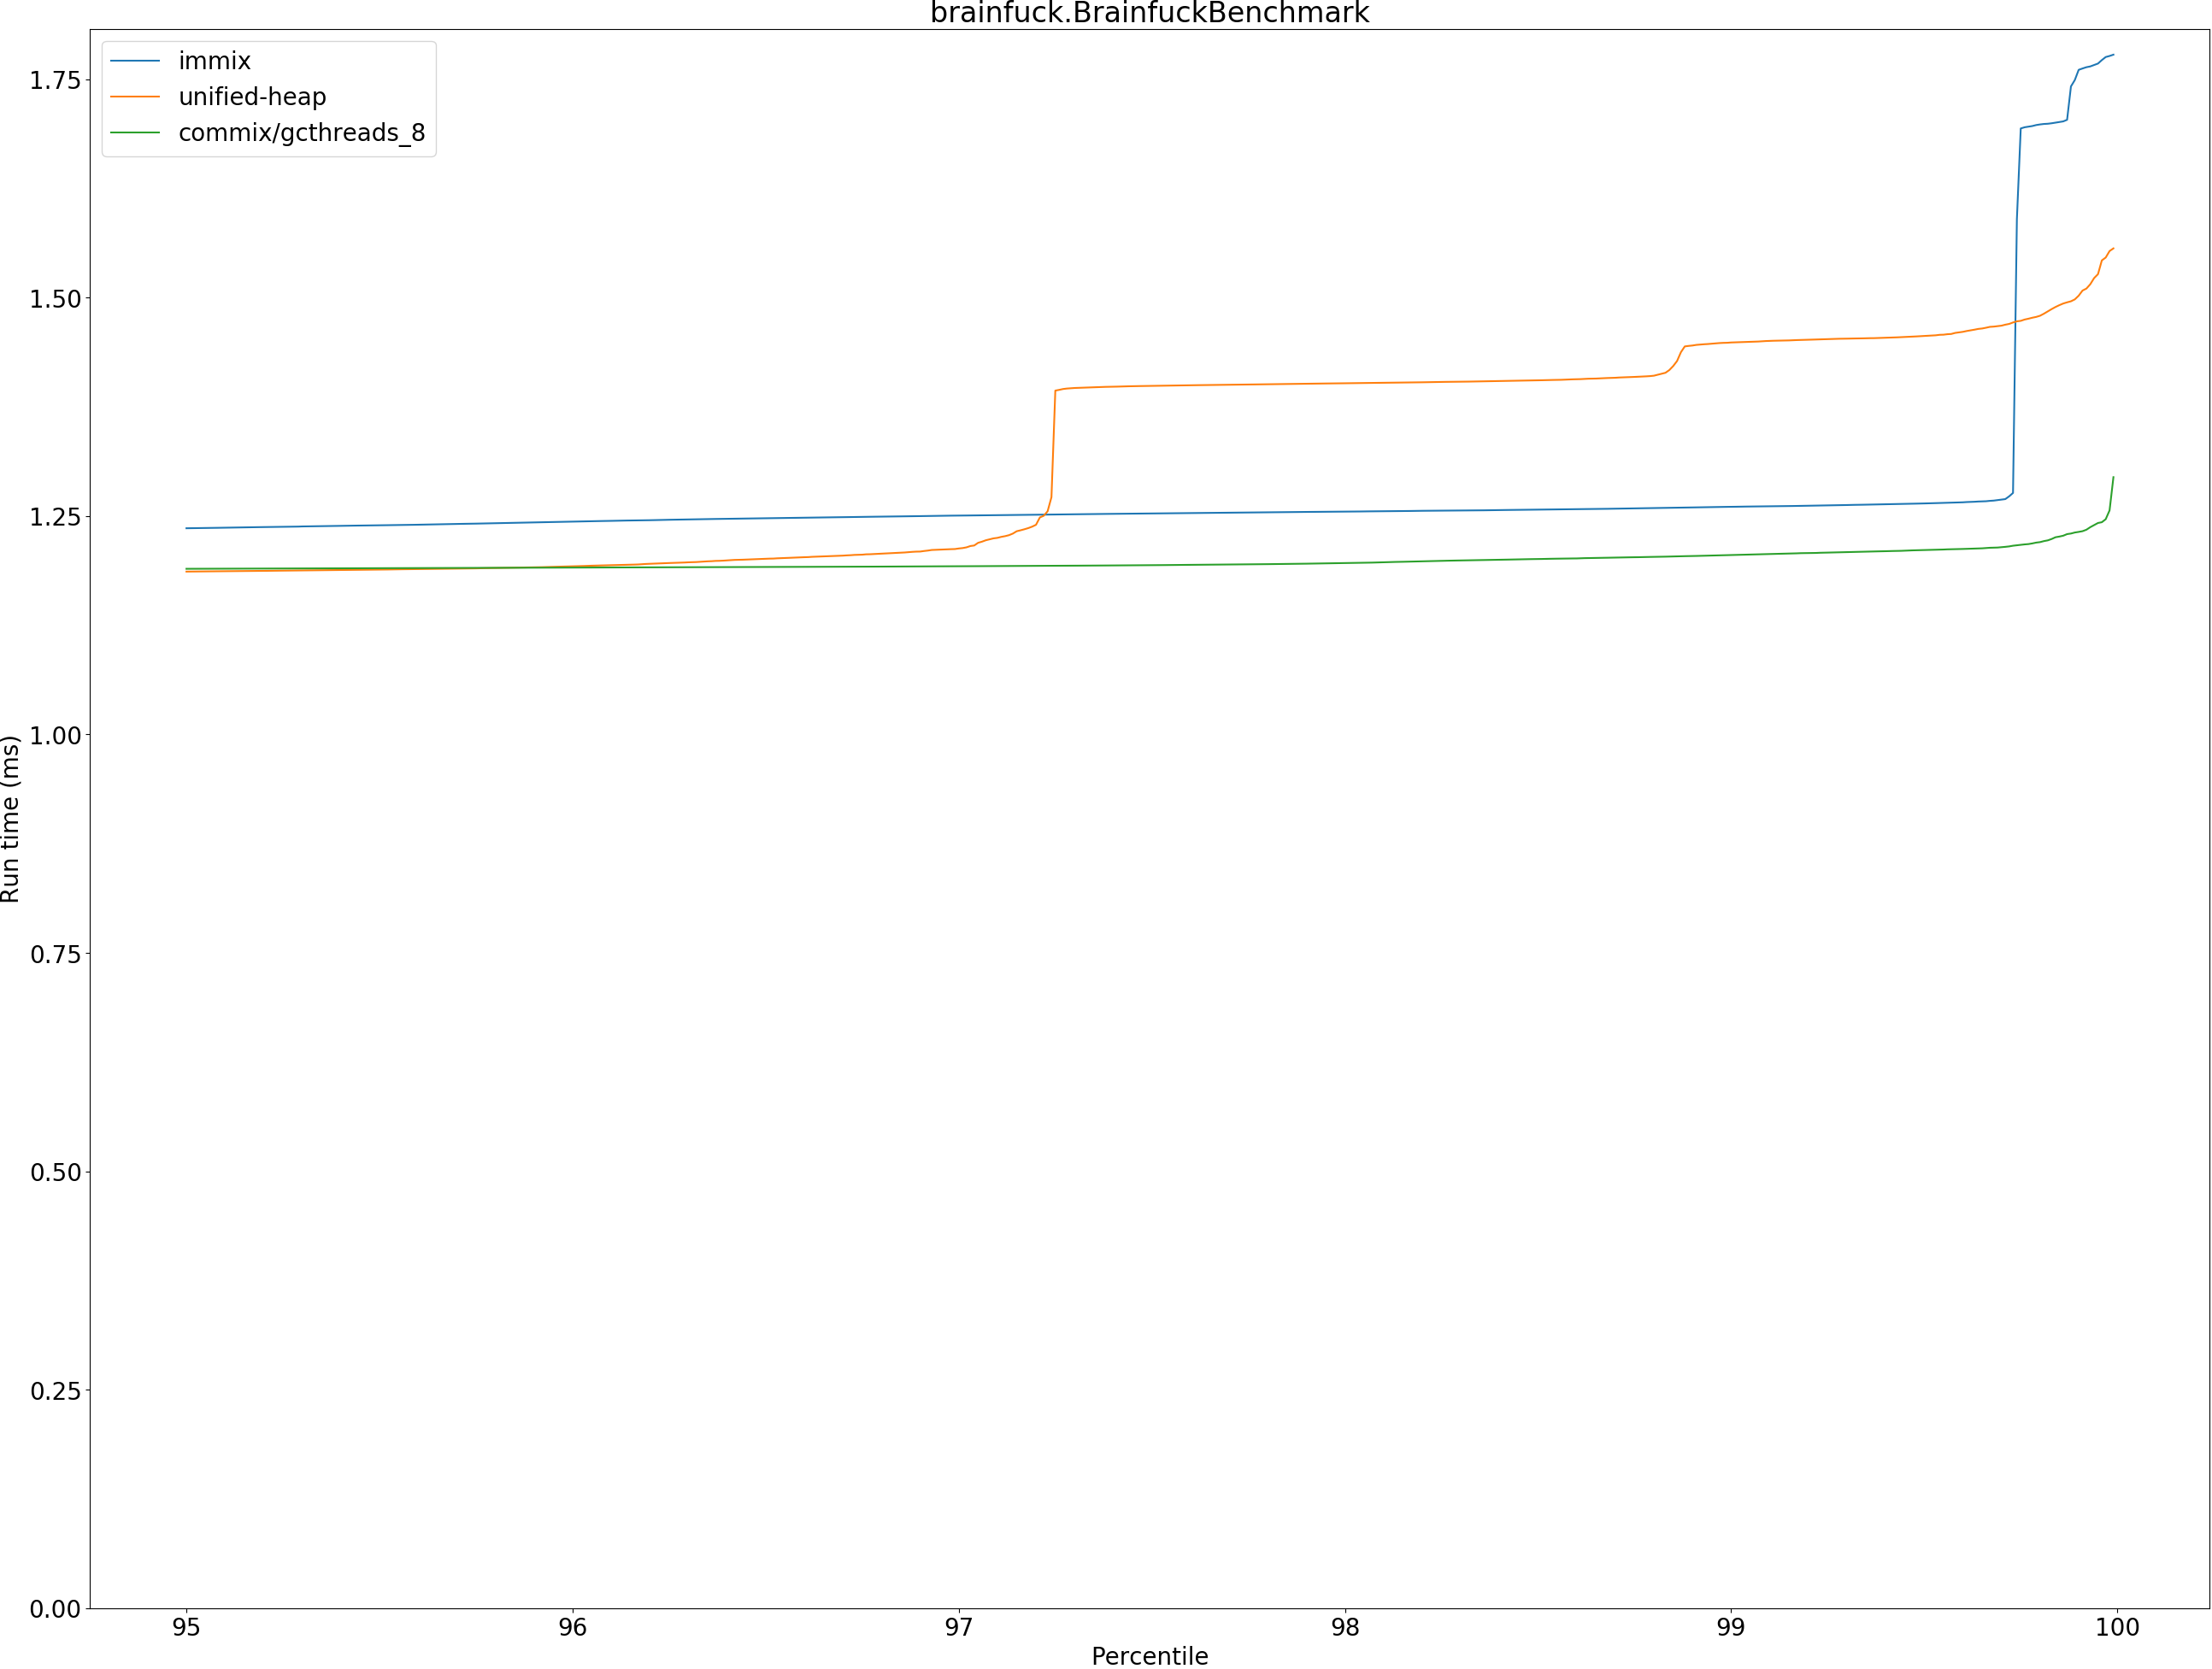 brainfuck.BrainfuckBenchmark
immix
unified-heap
commix/gcthreads_8
1.75
1.50
1.25
1.00
0.75
0.50
0.25
0.00
Run time (ms)
95 96 97 98 99 100
Percentile